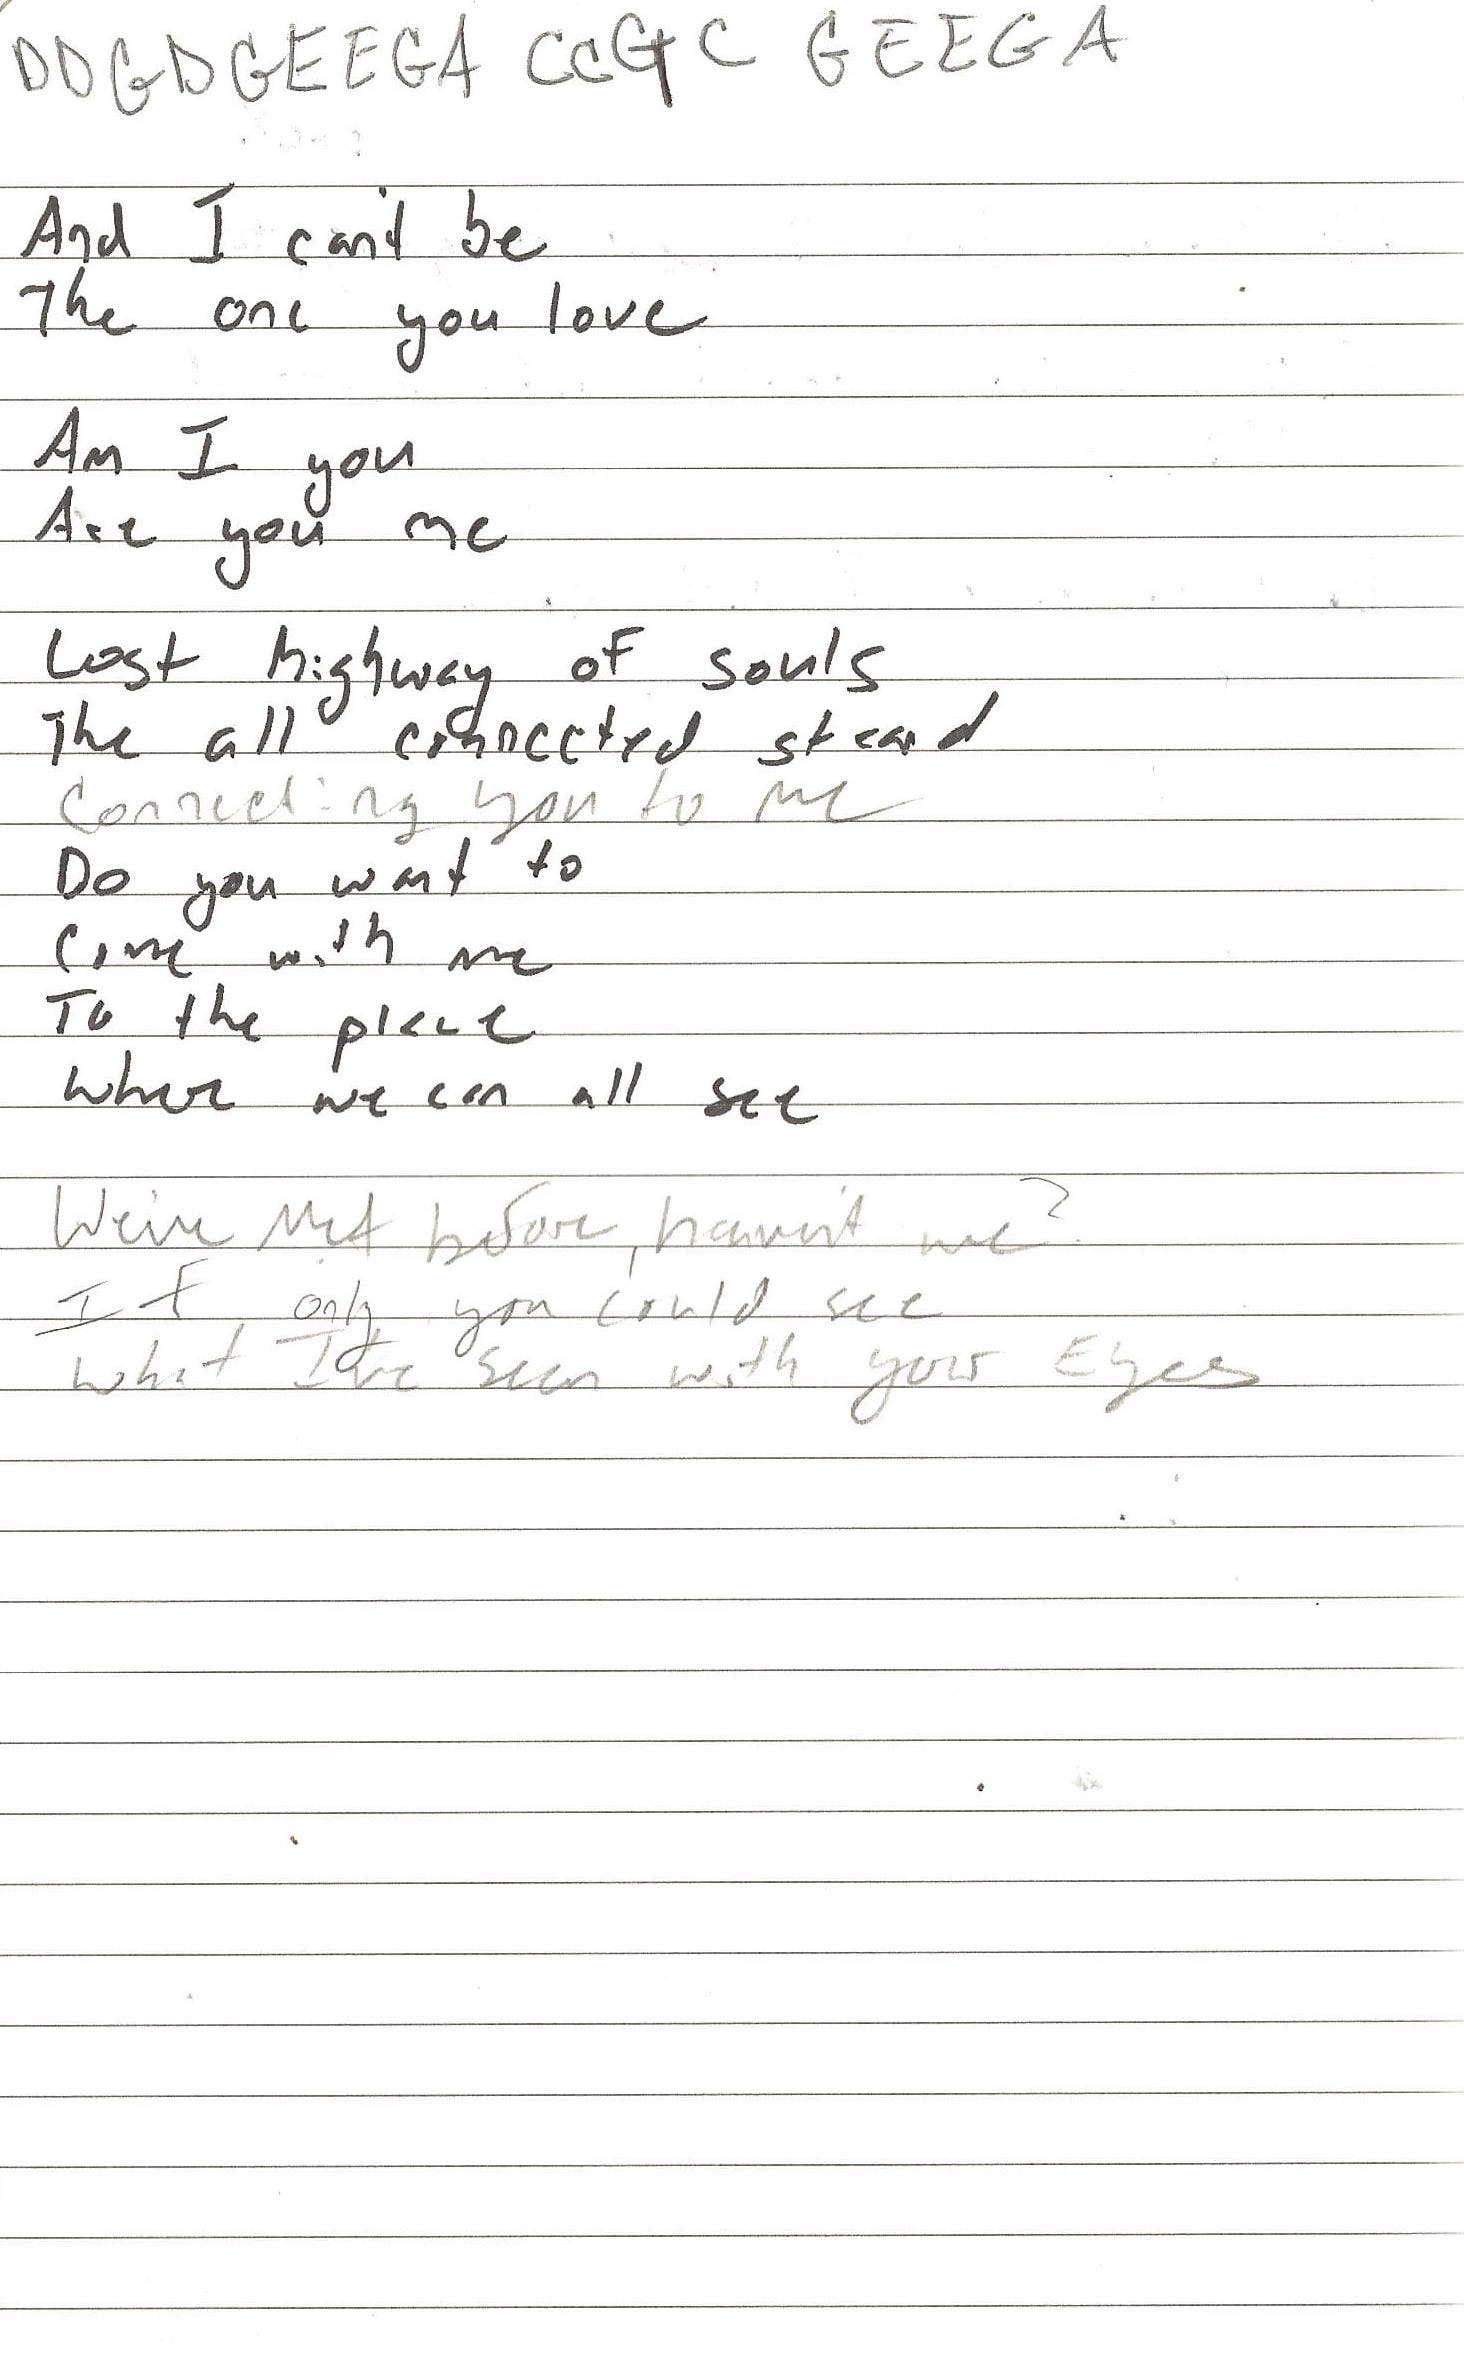 DDGDGEEGA CCGC GEEGA
And I can't be
The one you love
Am I you
Are you me
Lost highway of souls
The all connected strand
Connecting you to me
Do you want to
Come with me
To the place
Where we can all see
We've Met before, haven't we?
If only you could see
what I've seen with your Eyes